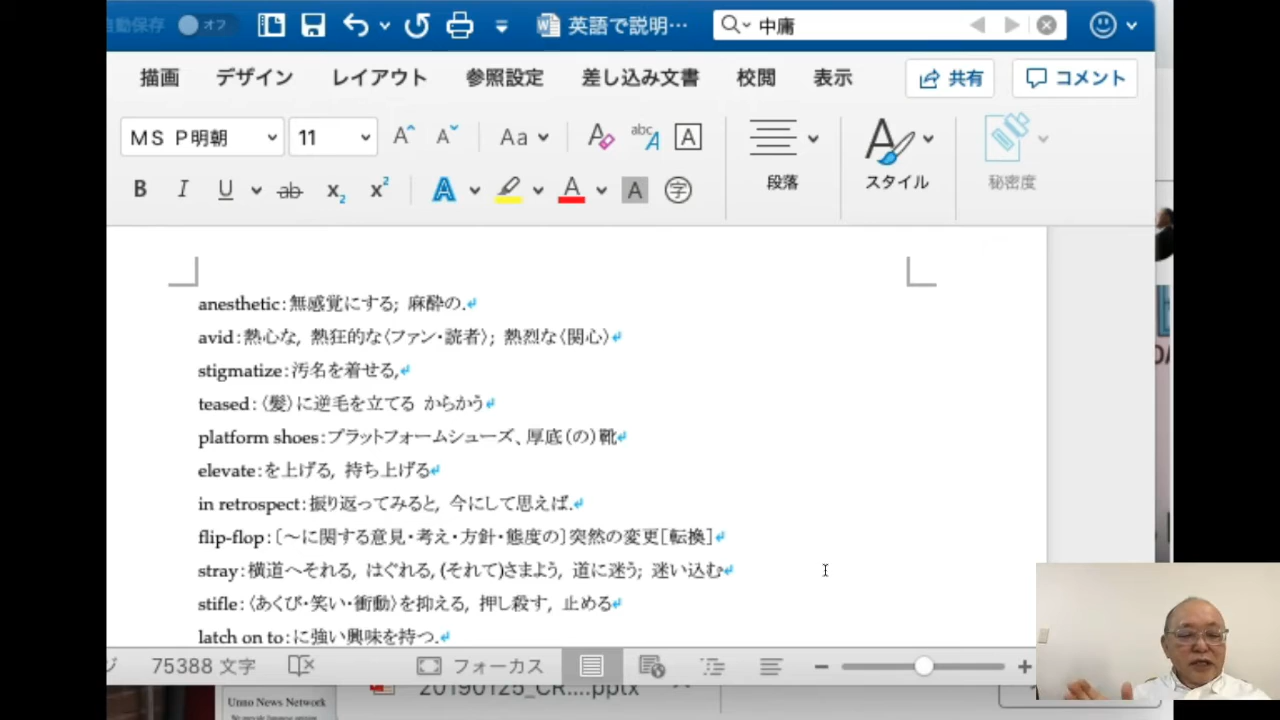 自動保存 オフ 英語で説明… 中庸
描画 デザイン レイアウト 参照設定 差し込み文書 校閲 表示 共有 コメント
MS P明朝 11 Aa abc A A
B I U ab x₂ x² A A A 字 段落 スタイル 秘密度
anesthetic:無感覚にする; 麻酔の.
avid:熱心な, 熱狂的な〈ファン・読者〉; 熱烈な〈関心〉
stigmatize:汚名を着せる,
teased:〈髪〉に逆毛を立てる からかう
platform shoes:プラットフォームシューズ、厚底(の)靴
elevate:を上げる, 持ち上げる
in retrospect:振り返ってみると, 今にして思えば.
flip-flop:〔〜に関する意見・考え・方針・態度の〕突然の変更[転換]
stray:横道へそれる, はぐれる,(それて)さまよう, 道に迷う; 迷い込む
stifle:〈あくび・笑い・衝動〉を抑える, 押し殺す, 止める
latch on to:に強い興味を持つ.
75388 文字 フォーカス
20190125_CR....pptx
Unno News Network